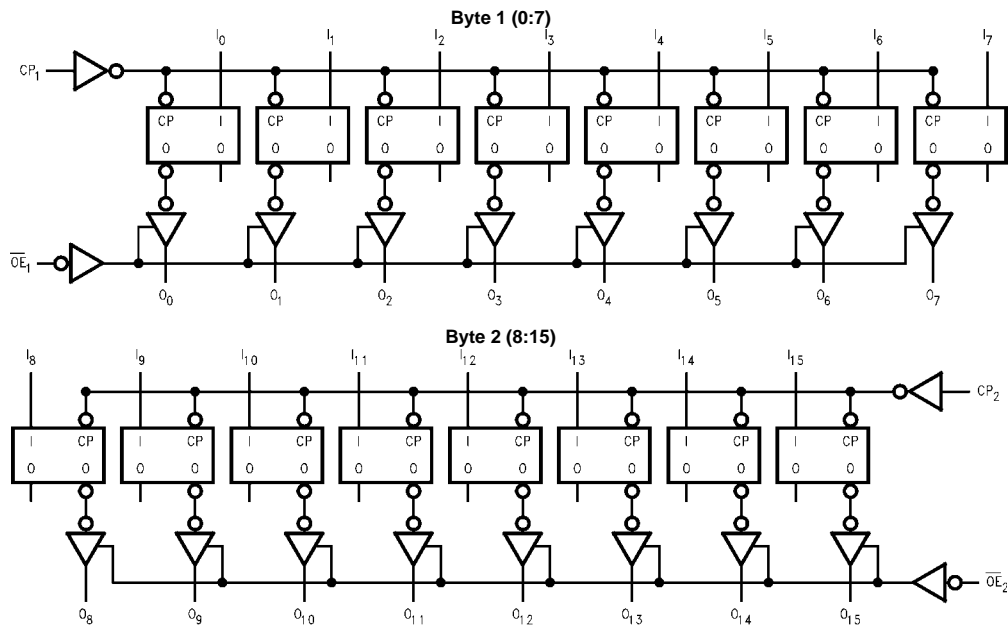 Byte 1 (0:7)
I0 I1 I2 I3 I4 I5 I6 I7
CP1
CP I CP I CP I CP I CP I CP I CP I CP I
O O O O O O O O O O O O O O O O
OE1
O0 O1 O2 O3 O4 O5 O6 O7
Byte 2 (8:15)
I8 I9 I10 I11 I12 I13 I14 I15
CP2
I CP I CP I CP I CP I CP I CP I CP I CP
O O O O O O O O O O O O O O O O
OE2
O8 O9 O10 O11 O12 O13 O14 O15